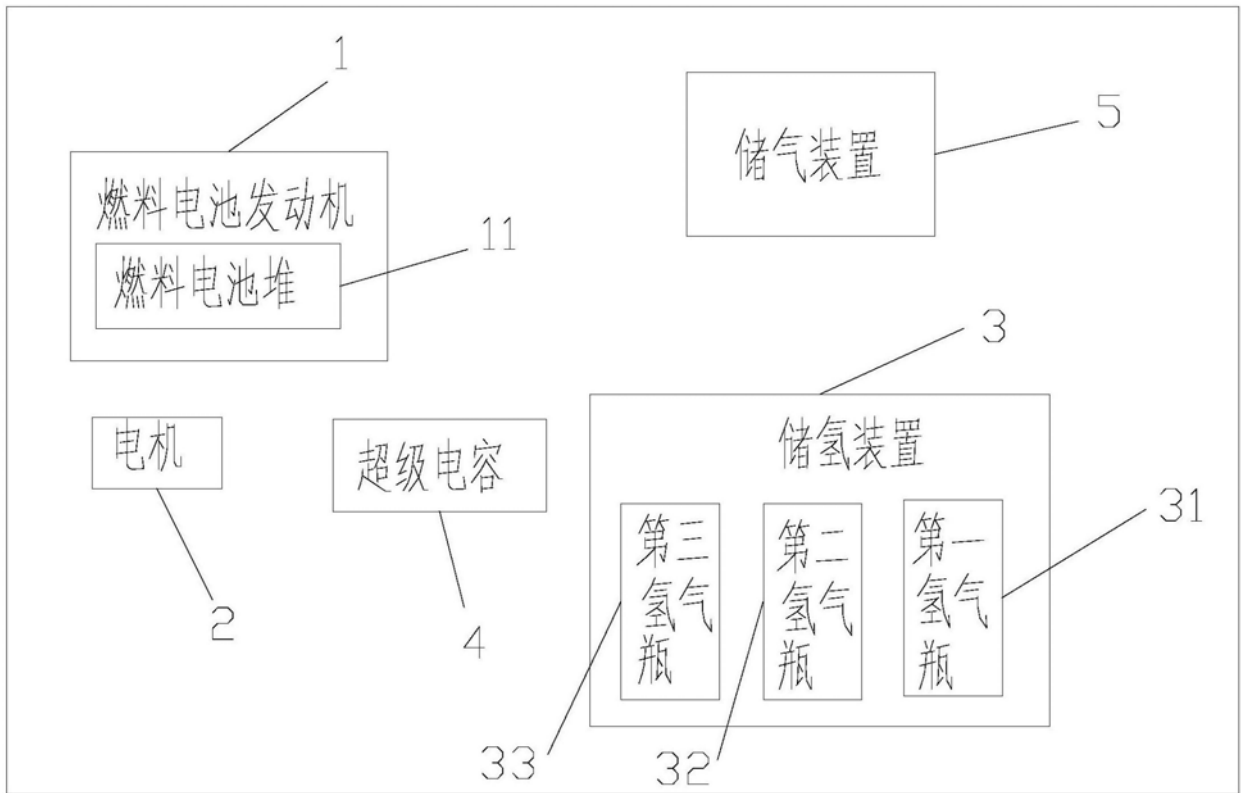 1
5
储气装置
燃料电池发动机
11
燃料电池堆
3
电机
超级电容
储氢装置
31
第三
氢气
瓶
第二
氢气
瓶
第一
氢气
瓶
2
4
33
32